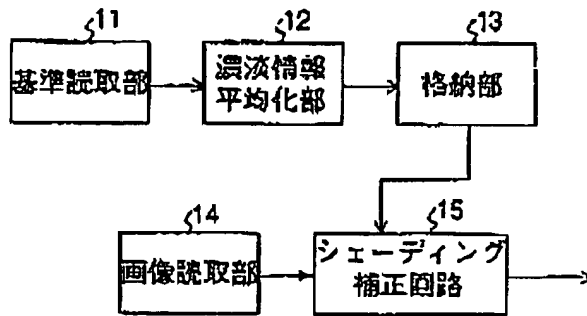 11
基準読取部
12
濃淡情報
平均化部
13
格納部
14
画像読取部
15
シェーディング
補正回路